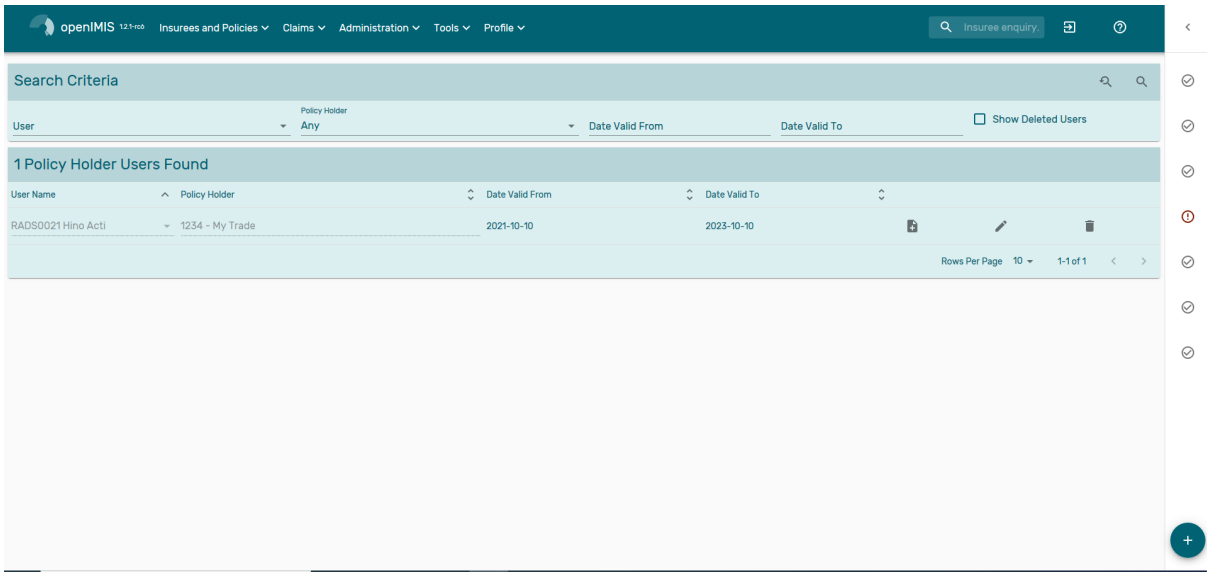 openIMIS 1.2.1-rc6 Insurees and Policies Claims Administration Tools Profile Insuree enquiry.
Search Criteria
User Policy Holder Any Date Valid From Date Valid To Show Deleted Users
1 Policy Holder Users Found
User Name Policy Holder Date Valid From Date Valid To
RADS0021 Hino Acti 1234 - My Trade 2021-10-10 2023-10-10
Rows Per Page 10 1-1 of 1